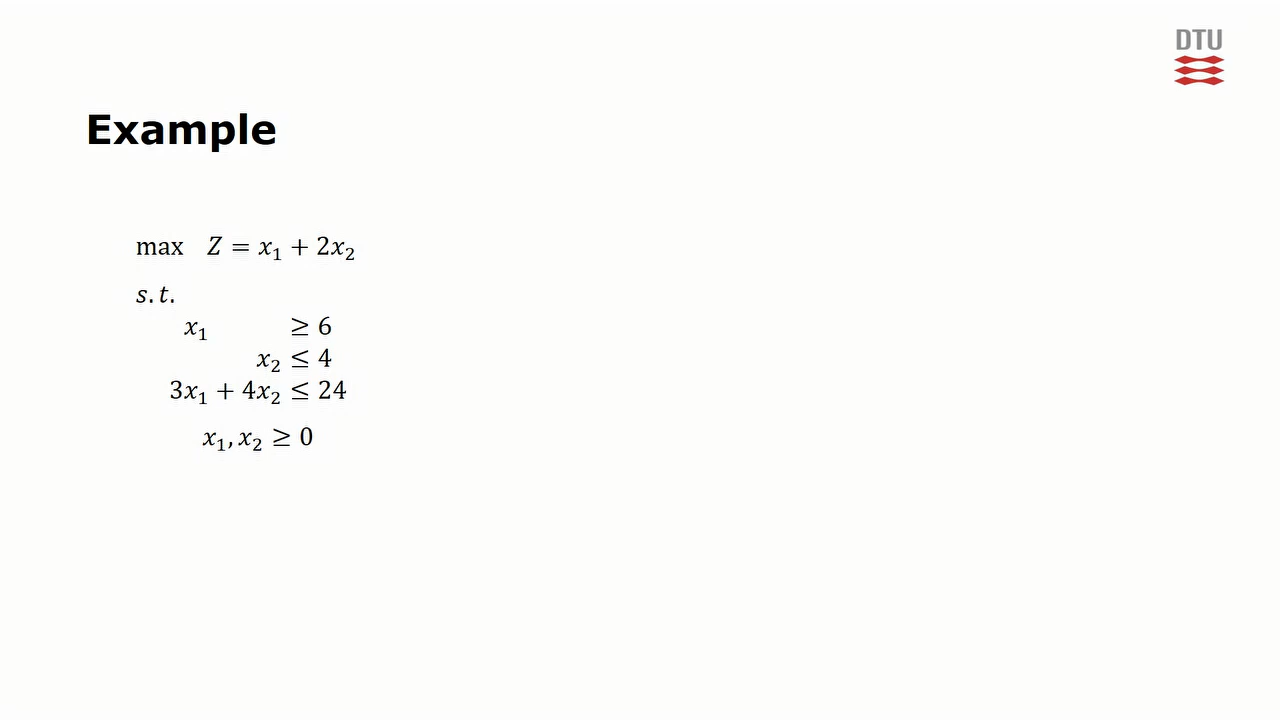 DTU
Example
max Z = x₁ + 2x₂
s.t.
x₁ ≥ 6
x₂ ≤ 4
3x₁ + 4x₂ ≤ 24
x₁, x₂ ≥ 0